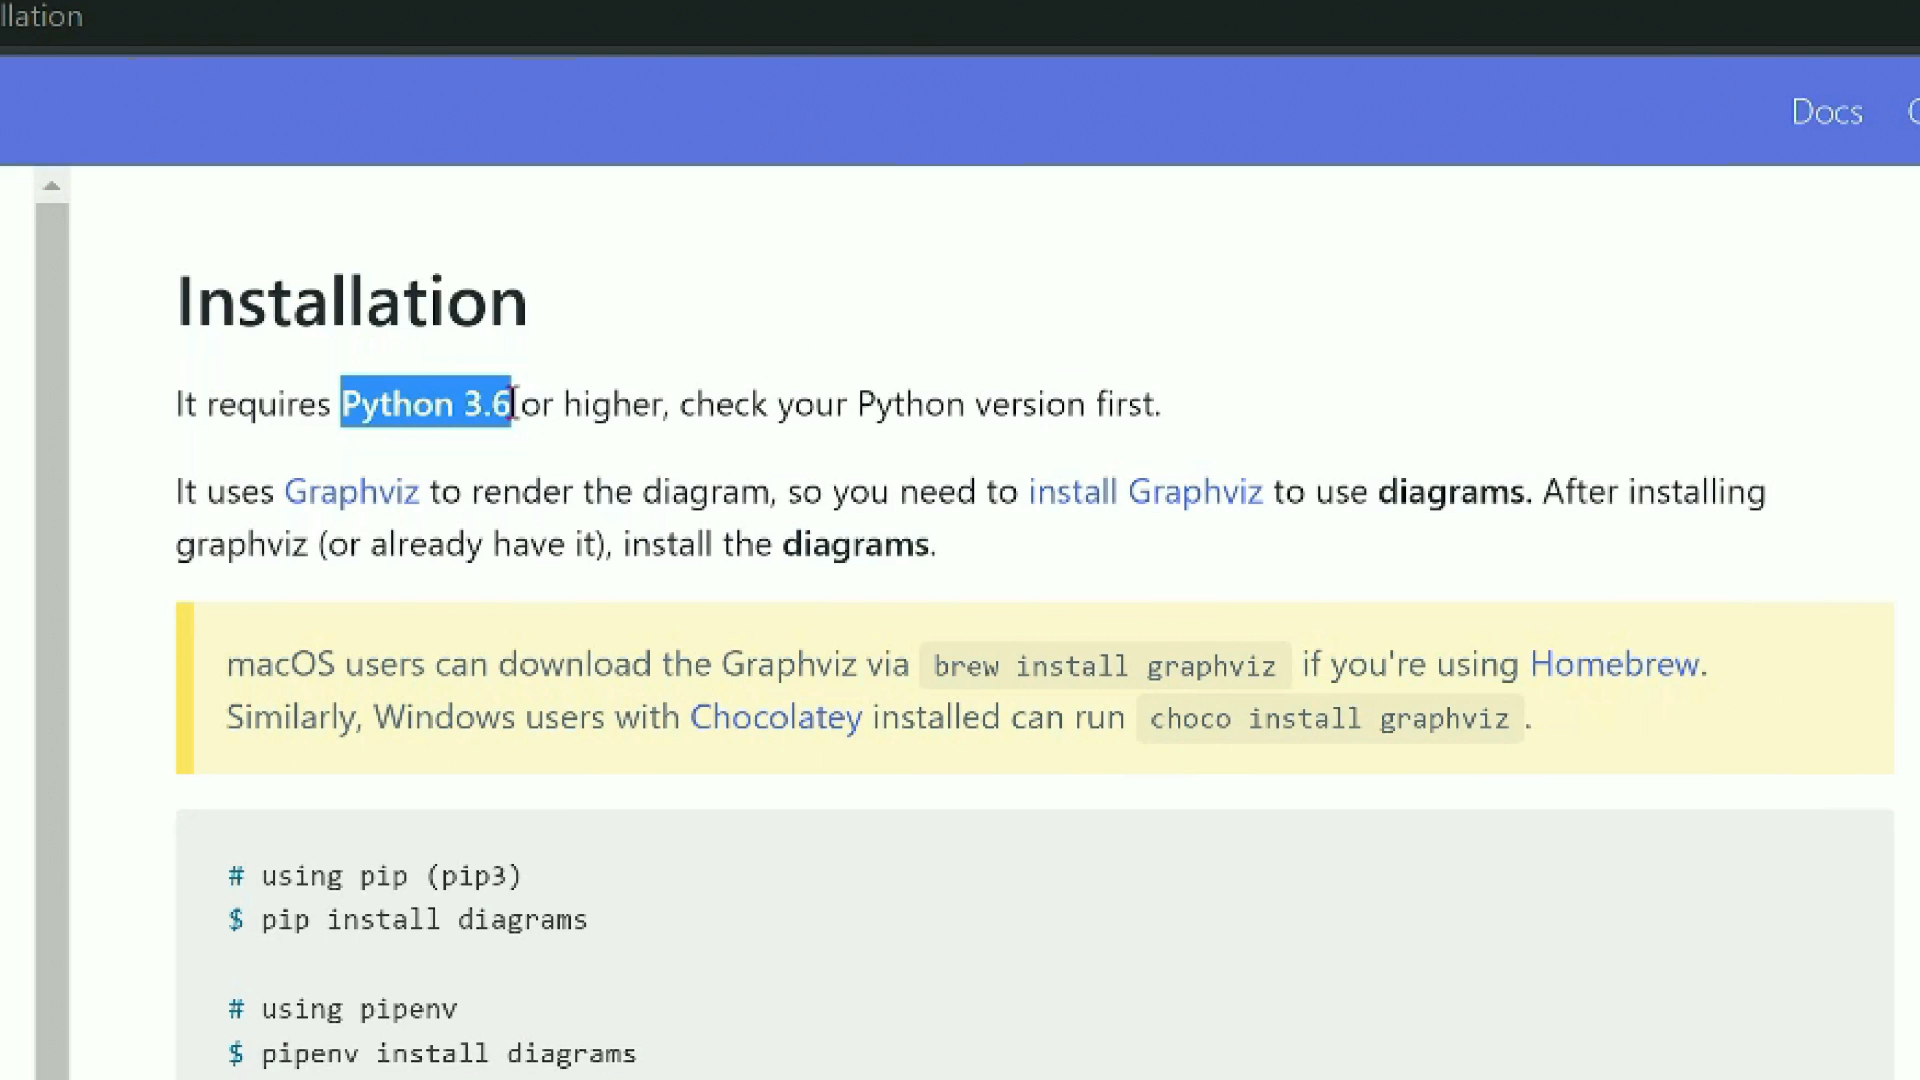 llation
Docs
Installation
It requires Python 3.6 or higher, check your Python version first.
It uses Graphviz to render the diagram, so you need to install Graphviz to use diagrams. After installing
graphviz (or already have it), install the diagrams.
macOS users can download the Graphviz via brew install graphviz if you're using Homebrew.
Similarly, Windows users with Chocolatey installed can run choco install graphviz .
# using pip (pip3)
$ pip install diagrams
# using pipenv
$ pipenv install diagrams